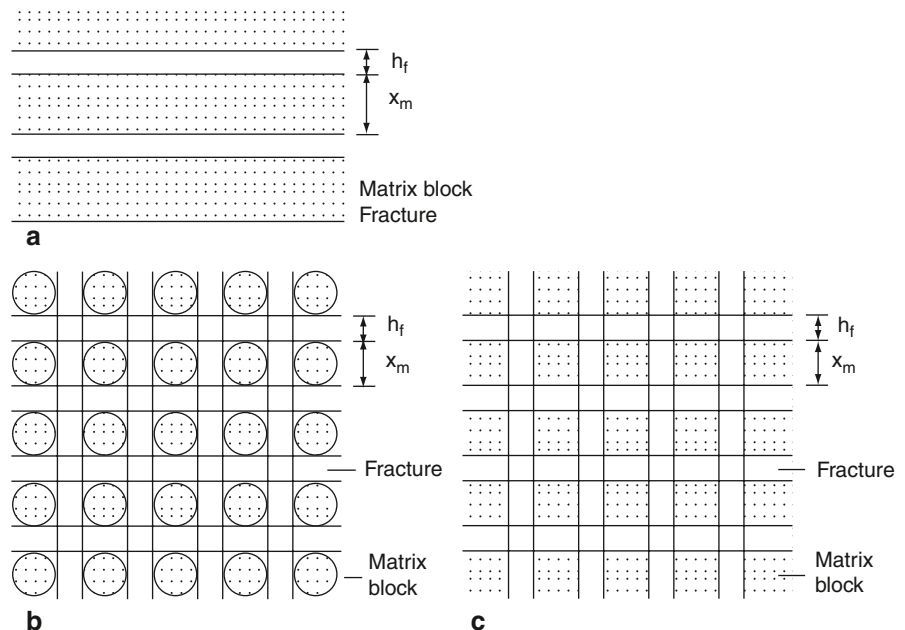 h_f
x_m
Matrix block
Fracture
a
h_f
x_m
Fracture
Matrix
block
b
h_f
x_m
Fracture
Matrix
block
c